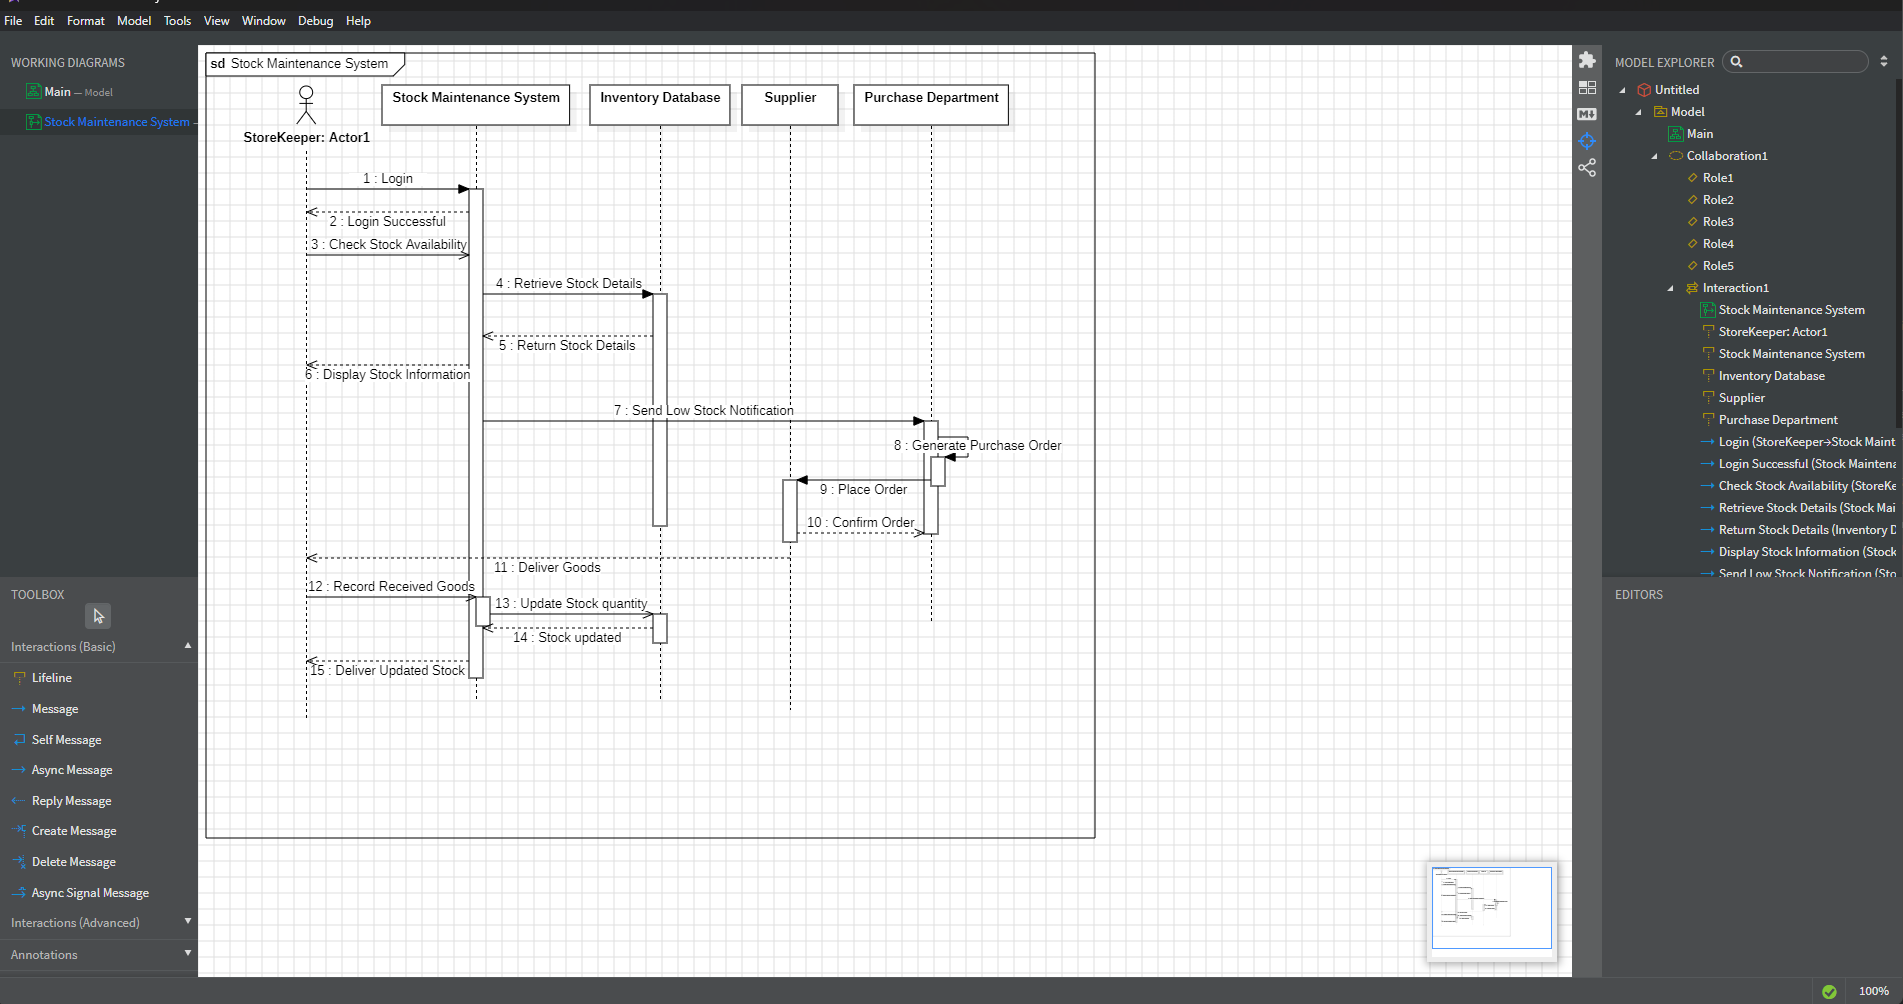 File Edit Format Model Tools View Window Debug Help
WORKING DIAGRAMS
Main — Model
Stock Maintenance System –
TOOLBOX
Interactions (Basic)
Lifeline
Message
Self Message
Async Message
Reply Message
Create Message
Delete Message
Async Signal Message
Interactions (Advanced)
Annotations
sd Stock Maintenance System
StoreKeeper: Actor1
Stock Maintenance System
Inventory Database
Supplier
Purchase Department
1 : Login
2 : Login Successful
3 : Check Stock Availability
4 : Retrieve Stock Details
5 : Return Stock Details
6 : Display Stock Information
7 : Send Low Stock Notification
8 : Generate Purchase Order
9 : Place Order
10 : Confirm Order
11 : Deliver Goods
12 : Record Received Goods
13 : Update Stock quantity
14 : Stock updated
15 : Deliver Updated Stock
MODEL EXPLORER
Untitled
Model
Main
Collaboration1
Role1
Role2
Role3
Role4
Role5
Interaction1
Stock Maintenance System
StoreKeeper: Actor1
Stock Maintenance System
Inventory Database
Supplier
Purchase Department
Login (StoreKeeper→Stock Maint
Login Successful (Stock Maintena
Check Stock Availability (StoreKe
Retrieve Stock Details (Stock Mai
Return Stock Details (Inventory D
Display Stock Information (Stock
Send Low Stock Notification (Sto
EDITORS
100%